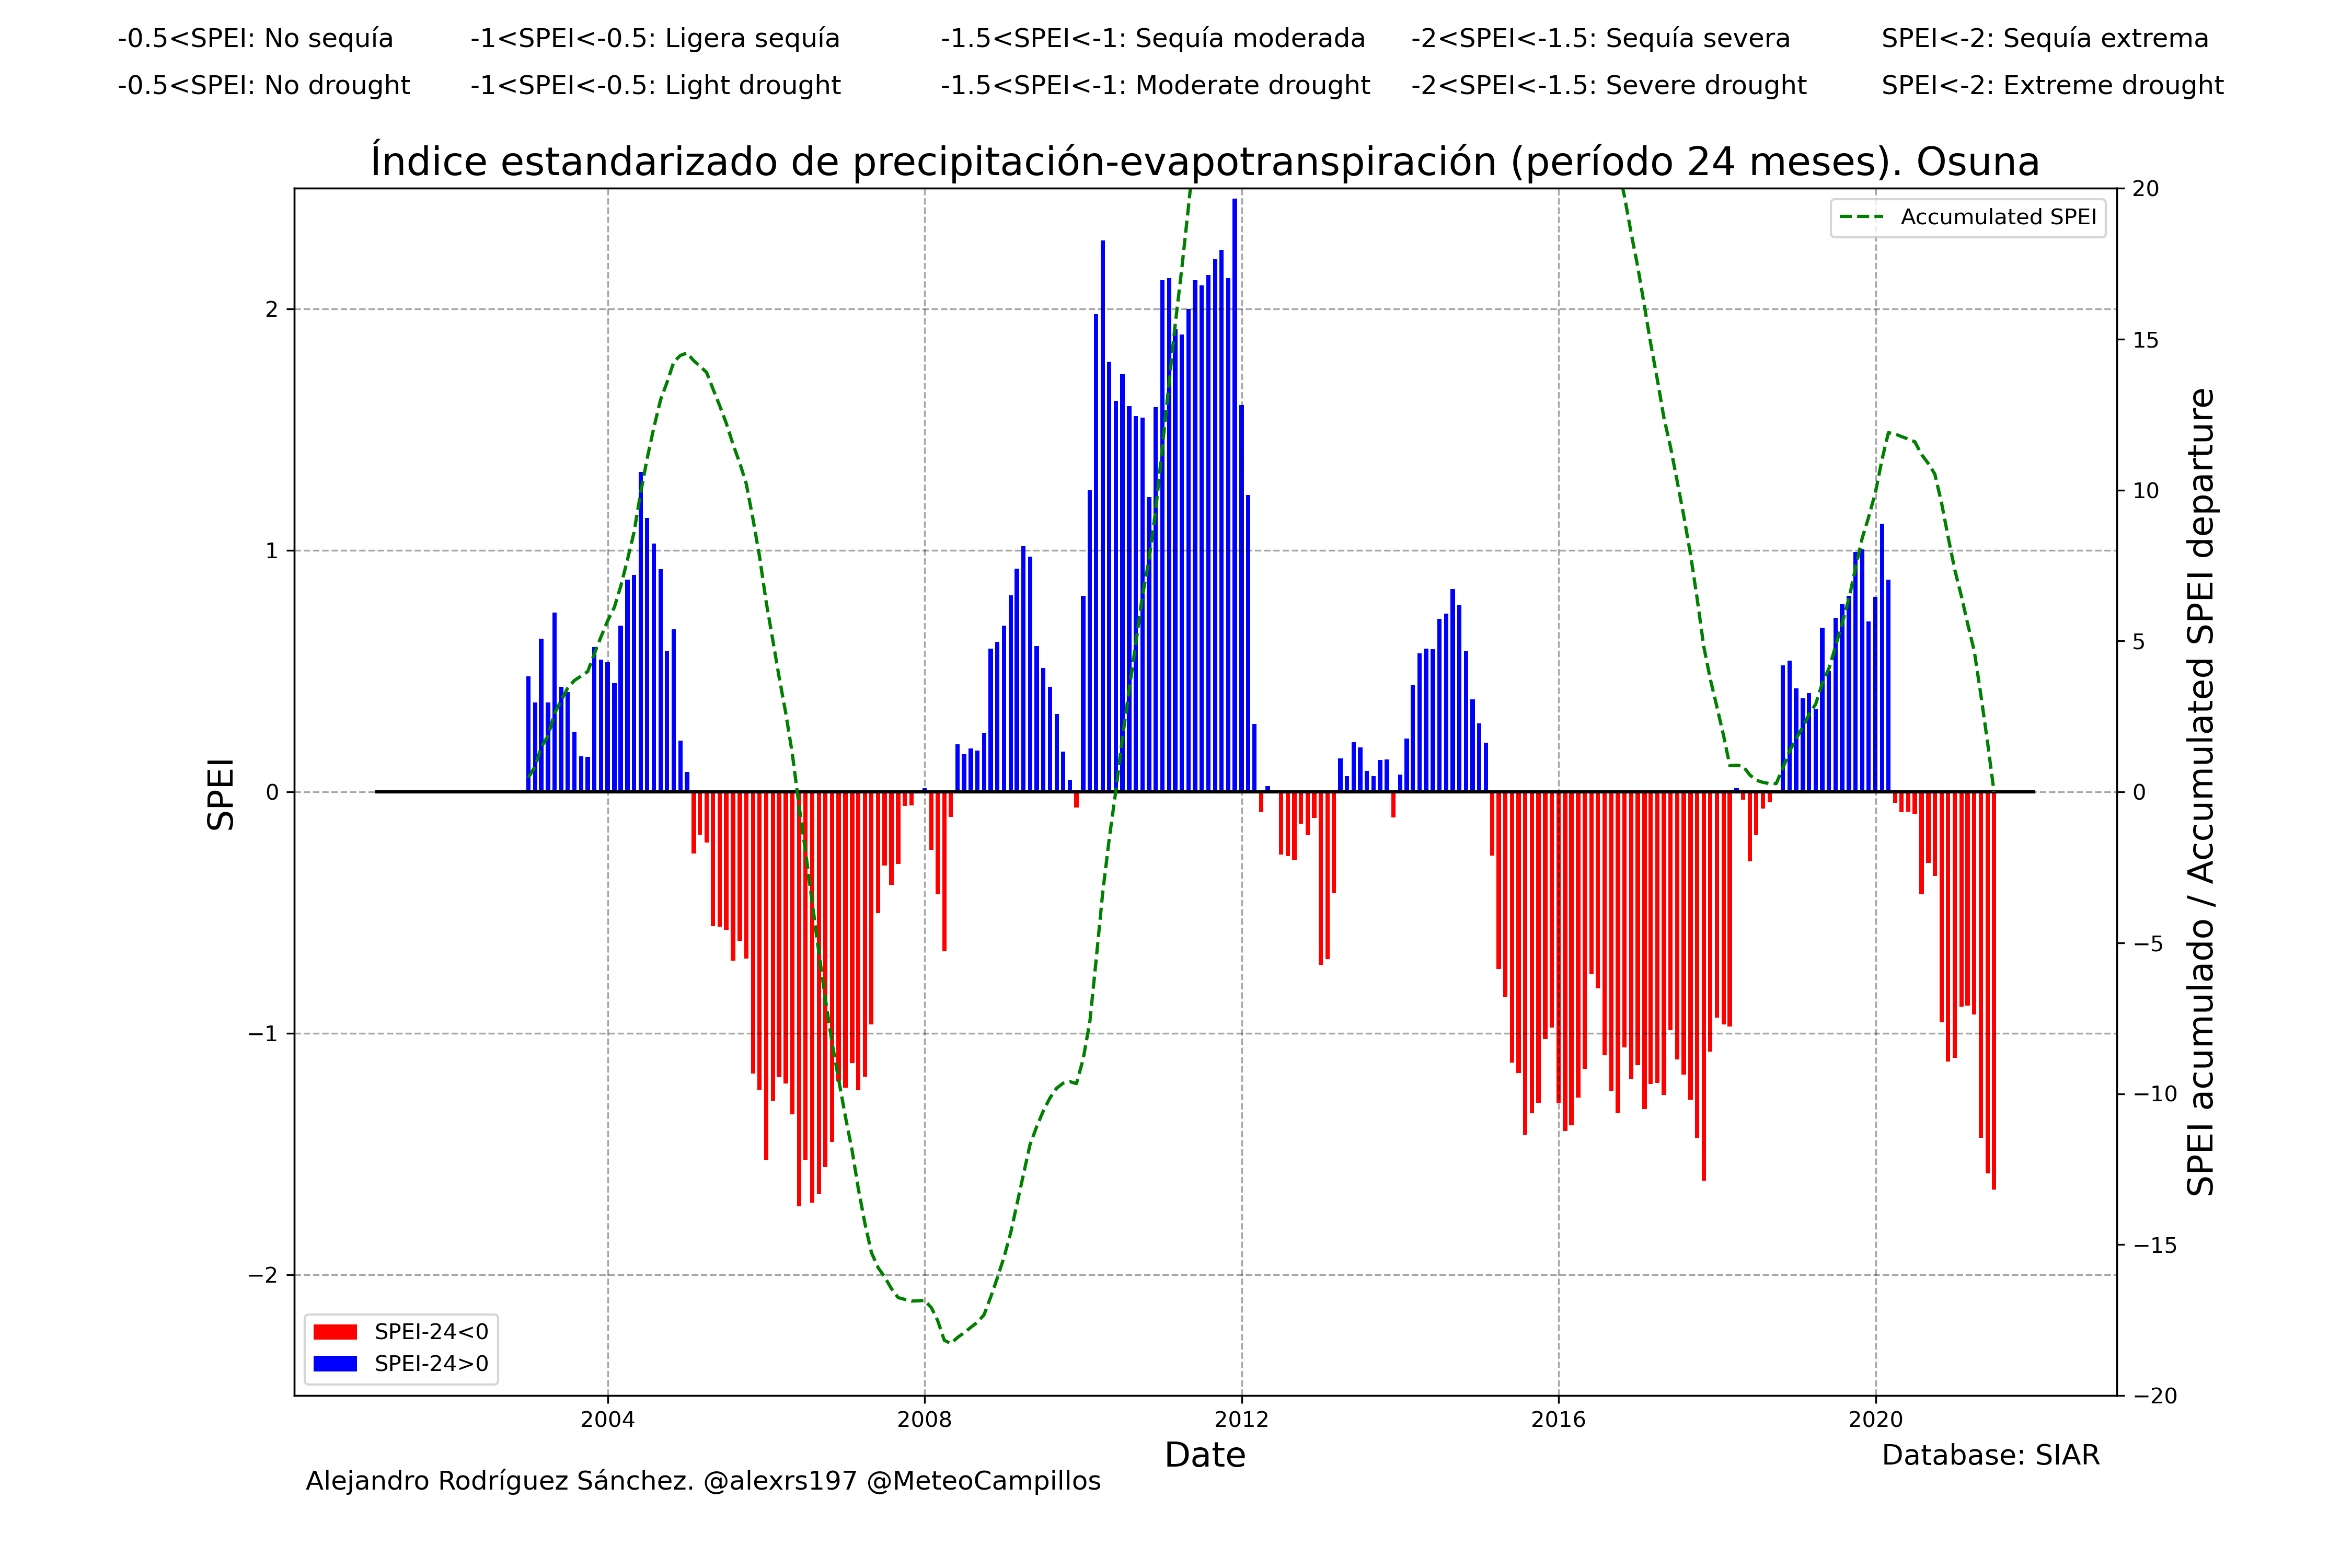 -0.5<SPEI: No sequía -1<SPEI<-0.5: Ligera sequía -1.5<SPEI<-1: Sequía moderada -2<SPEI<-1.5: Sequía severa SPEI<-2: Sequía extrema
-0.5<SPEI: No drought -1<SPEI<-0.5: Light drought -1.5<SPEI<-1: Moderate drought -2<SPEI<-1.5: Severe drought SPEI<-2: Extreme drought
Índice estandarizado de precipitación-evapotranspiración (período 24 meses). Osuna
Accumulated SPEI
SPEI
2
1
0
−1
−2
20
15
10
5
0
−5
−10
−15
−20
SPEI acumulado / Accumulated SPEI departure
SPEI-24<0
SPEI-24>0
2004 2008 2012 2016 2020
Date
Database: SIAR
Alejandro Rodríguez Sánchez. @alexrs197 @MeteoCampillos